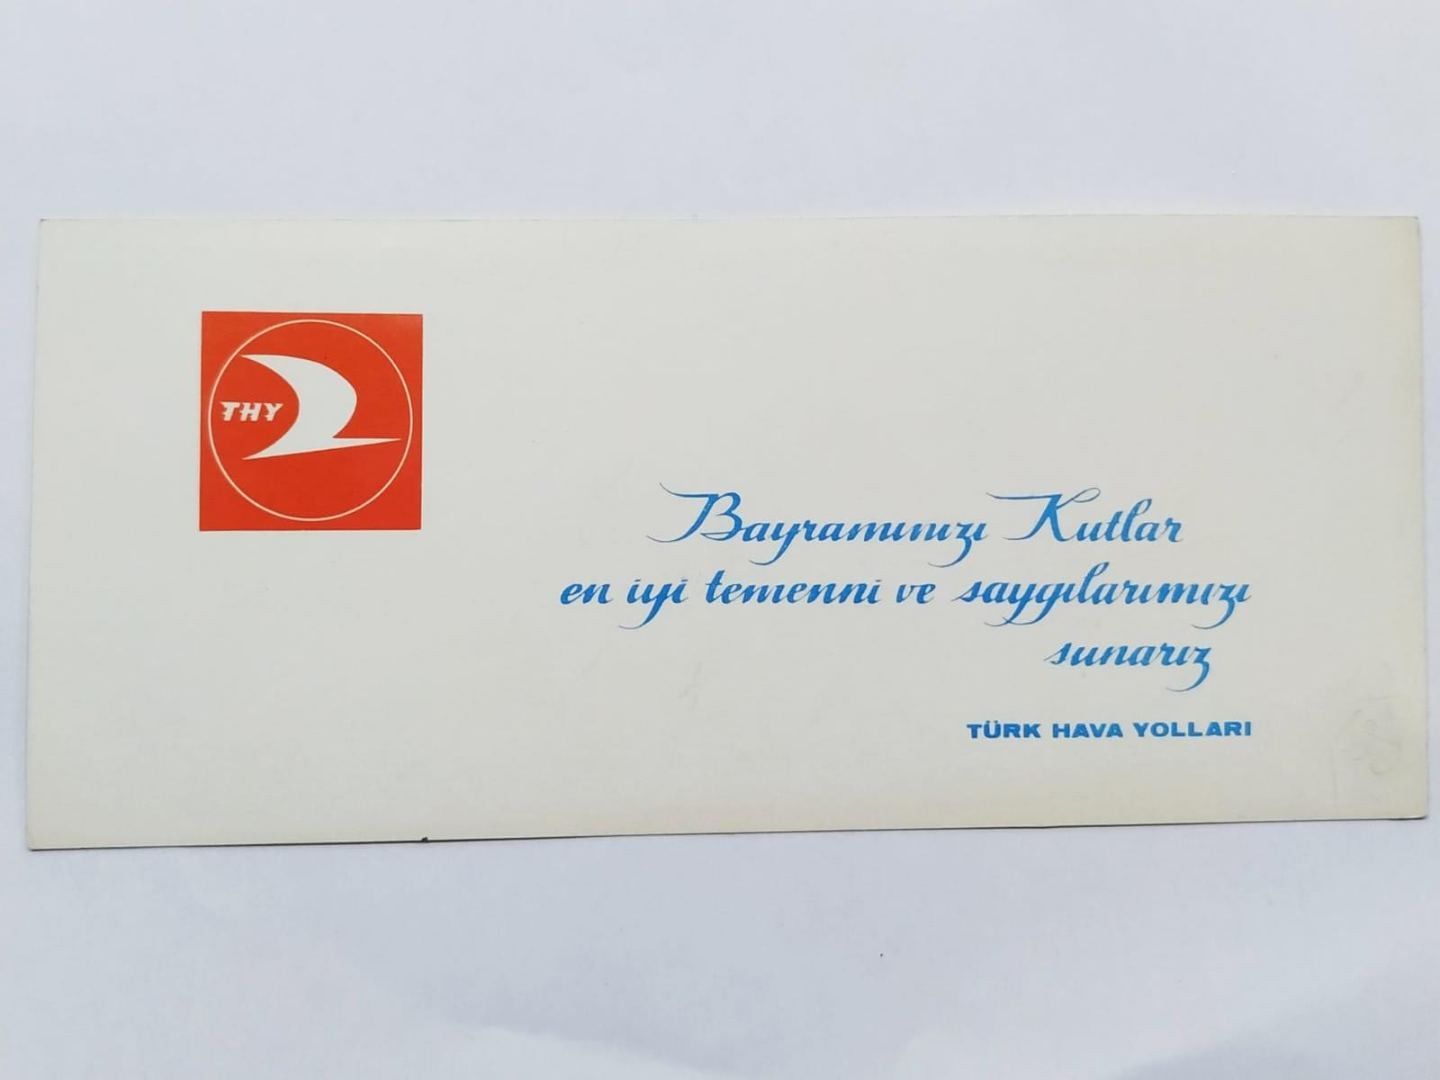 THY
Bayramınızı Kutlar
en iyi temenni ve saygılarımızı
sunarız
TÜRK HAVA YOLLARI